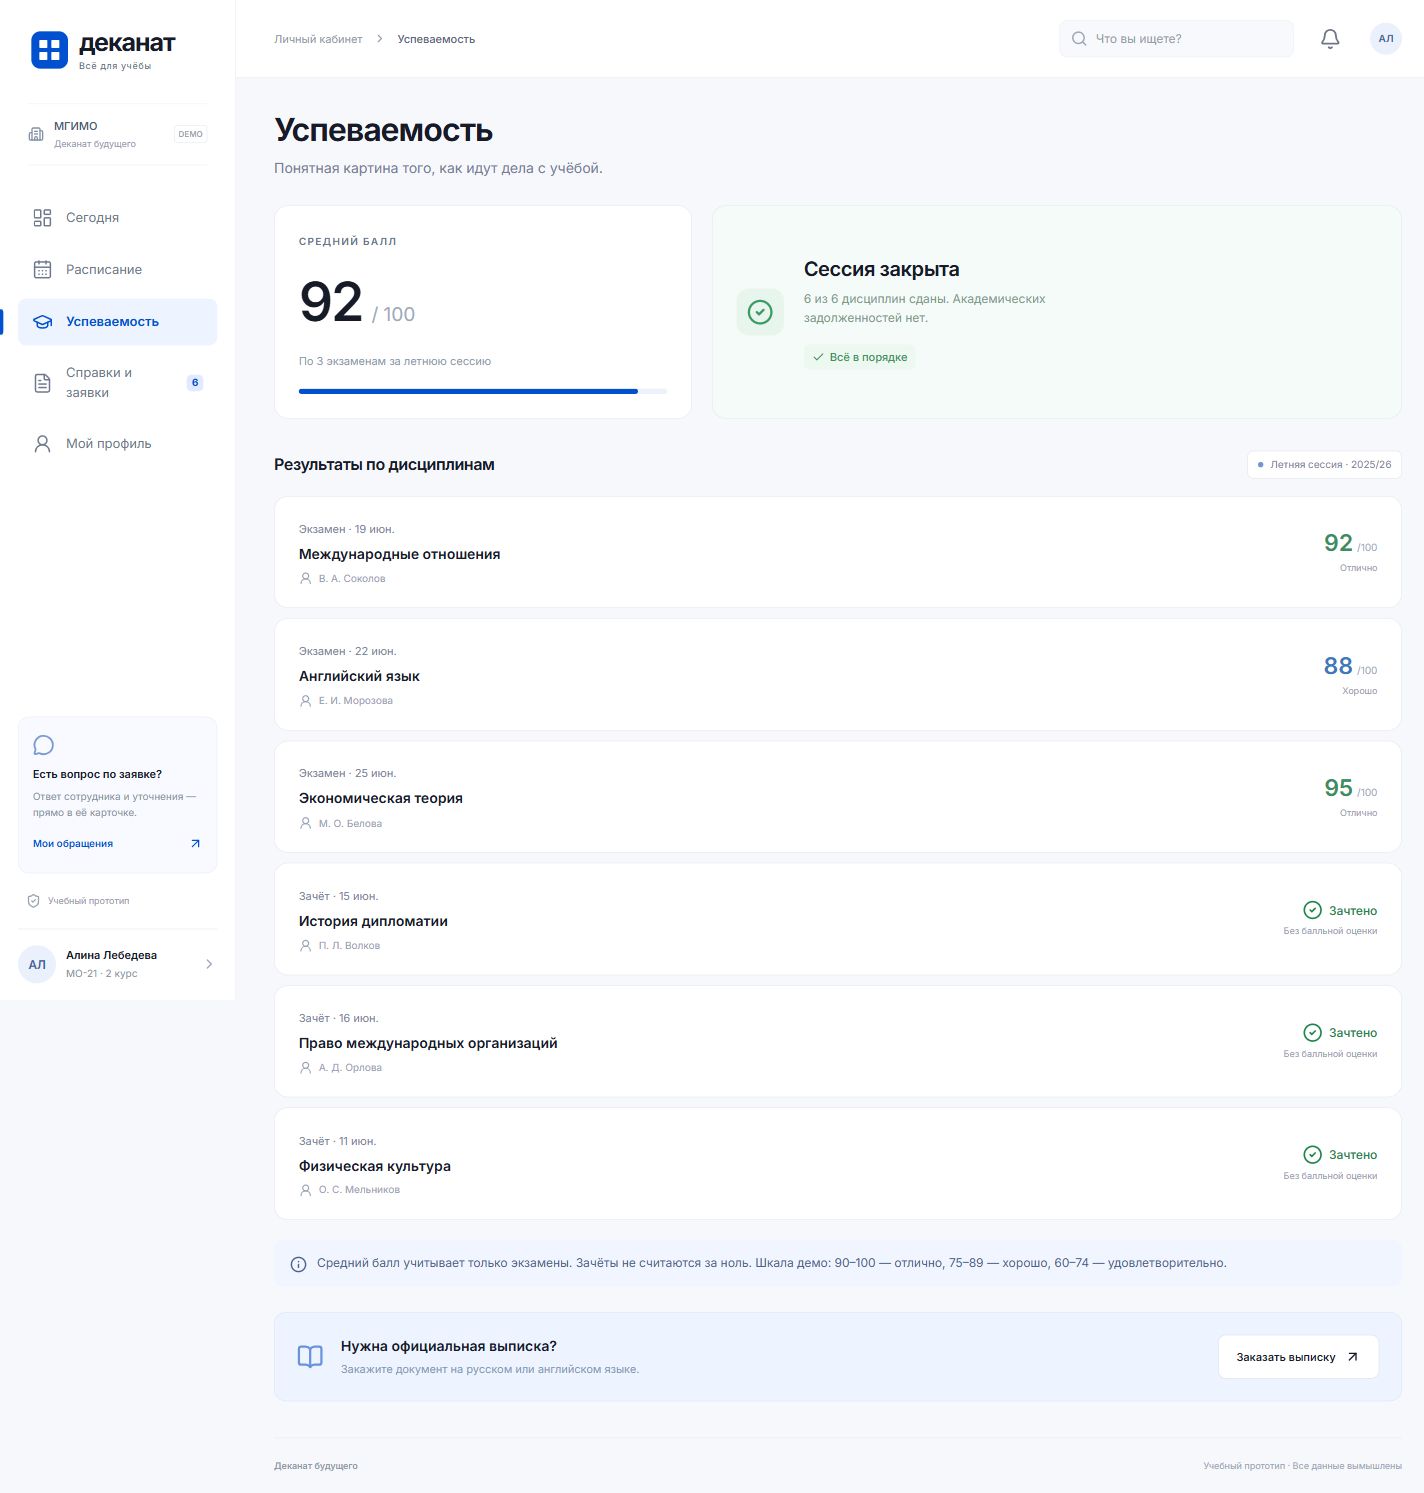 деканат
Всё для учёбы
МГИМО
Деканат будущего
DEMO
Сегодня
Расписание
Успеваемость
Справки и
заявки
6
Мой профиль
Есть вопрос по заявке?
Ответ сотрудника и уточнения —
прямо в её карточке.
Мои обращения
Учебный прототип
АЛ
Алина Лебедева
МО-21 · 2 курс
Личный кабинет
Успеваемость
Что вы ищете?
АЛ
Успеваемость
Понятная картина того, как идут дела с учёбой.
СРЕДНИЙ БАЛЛ
92 / 100
По 3 экзаменам за летнюю сессию
Сессия закрыта
6 из 6 дисциплин сданы. Академических
задолженностей нет.
Всё в порядке
Результаты по дисциплинам
Летняя сессия · 2025/26
Экзамен · 19 июн.
Международные отношения
В. А. Соколов
92 /100
Отлично
Экзамен · 22 июн.
Английский язык
Е. И. Морозова
88 /100
Хорошо
Экзамен · 25 июн.
Экономическая теория
М. О. Белова
95 /100
Отлично
Зачёт · 15 июн.
История дипломатии
П. Л. Волков
Зачтено
Без балльной оценки
Зачёт · 16 июн.
Право международных организаций
А. Д. Орлова
Зачтено
Без балльной оценки
Зачёт · 11 июн.
Физическая культура
О. С. Мельников
Зачтено
Без балльной оценки
Средний балл учитывает только экзамены. Зачёты не считаются за ноль. Шкала демо: 90–100 — отлично, 75–89 — хорошо, 60–74 — удовлетворительно.
Нужна официальная выписка?
Закажите документ на русском или английском языке.
Заказать выписку
Деканат будущего
Учебный прототип · Все данные вымышлены